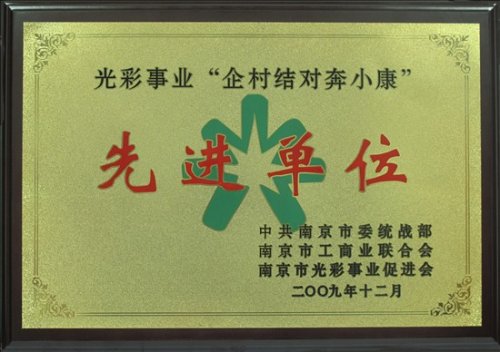 光彩事业“企村结对奔小康”
先进单位
中共南京市委统战部
南京市工商业联合会
南京市光彩事业促进会
二〇〇九年十二月